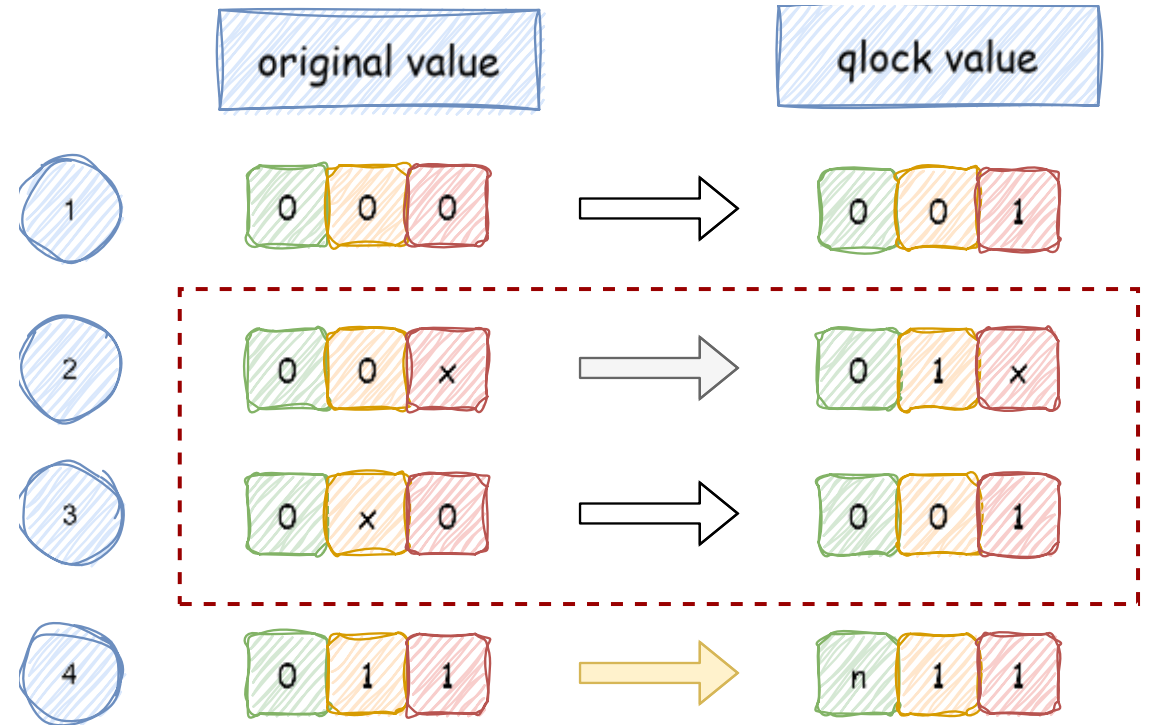 original value qlock value
1 0 0 0 0 0 1
2 0 0 x 0 1 x
3 0 x 0 0 0 1
4 0 1 1 n 1 1